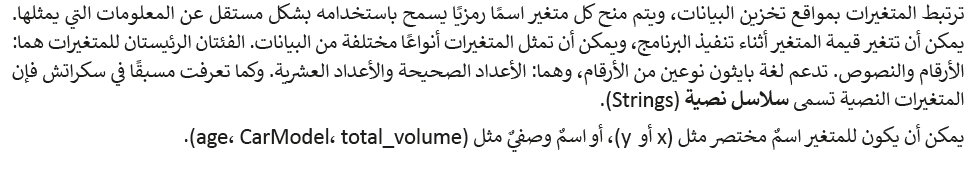 ترتبط المتغيرات بمواقع تخزين البيانات، ويتم منح كل متغير اسمًا رمزيًا يسمح باستخدامه بشكل مستقل عن المعلومات التي يمثلها.
يمكن أن تتغير قيمة المتغير أثناء تنفيذ البرنامج، ويمكن أن تمثل المتغيرات أنواعًا مختلفة من البيانات. الفئتان الرئيستان للمتغيرات هما:
الأرقام والنصوص. تدعم لغة بايثون نوعين من الأرقام، وهما: الأعداد الصحيحة والأعداد العشرية. وكما تعرفت مسبقًا في سكراتش فإن
المتغيرات النصية تسمى سلاسل نصية (Strings).
يمكن أن يكون للمتغير اسمٌ مختصر مثل (x أو y)، أو اسمٌ وصفيٌ مثل (age، CarModel، total_volume).